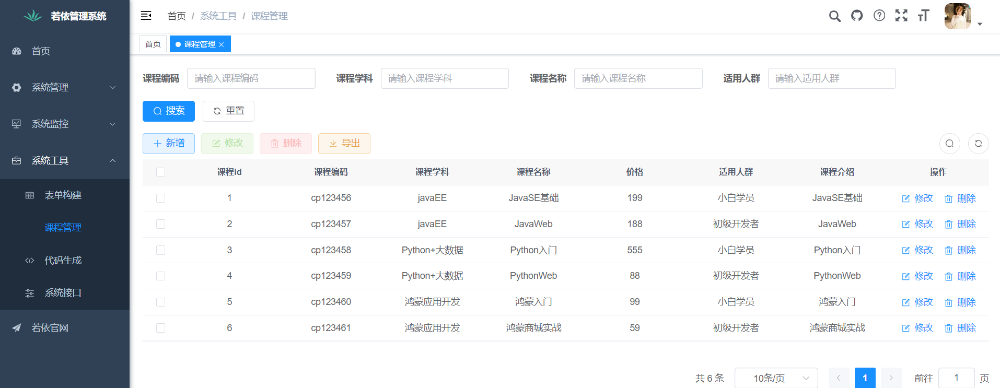 若依管理系统
首页 / 系统工具 / 课程管理
首页
系统管理
系统监控
系统工具
表单构建
课程管理
代码生成
系统接口
若依官网
首页 课程管理
课程编码 请输入课程编码 课程学科 请输入课程学科 课程名称 请输入课程名称 适用人群 请输入适用人群
搜索 重置
新增 修改 删除 导出
课程id 课程编码 课程学科 课程名称 价格 适用人群 课程介绍 操作
1 cp123456 javaEE JavaSE基础 199 小白学员 JavaSE基础 修改 删除
2 cp123457 javaEE JavaWeb 188 初级开发者 JavaWeb 修改 删除
3 cp123458 Python+大数据 Python入门 555 小白学员 Python入门 修改 删除
4 cp123459 Python+大数据 PythonWeb 88 初级开发者 PythonWeb 修改 删除
5 cp123460 鸿蒙应用开发 鸿蒙入门 99 小白学员 鸿蒙入门 修改 删除
6 cp123461 鸿蒙应用开发 鸿蒙商城实战 59 初级开发者 鸿蒙商城实战 修改 删除
共 6 条 10条/页 1 前往 1 页